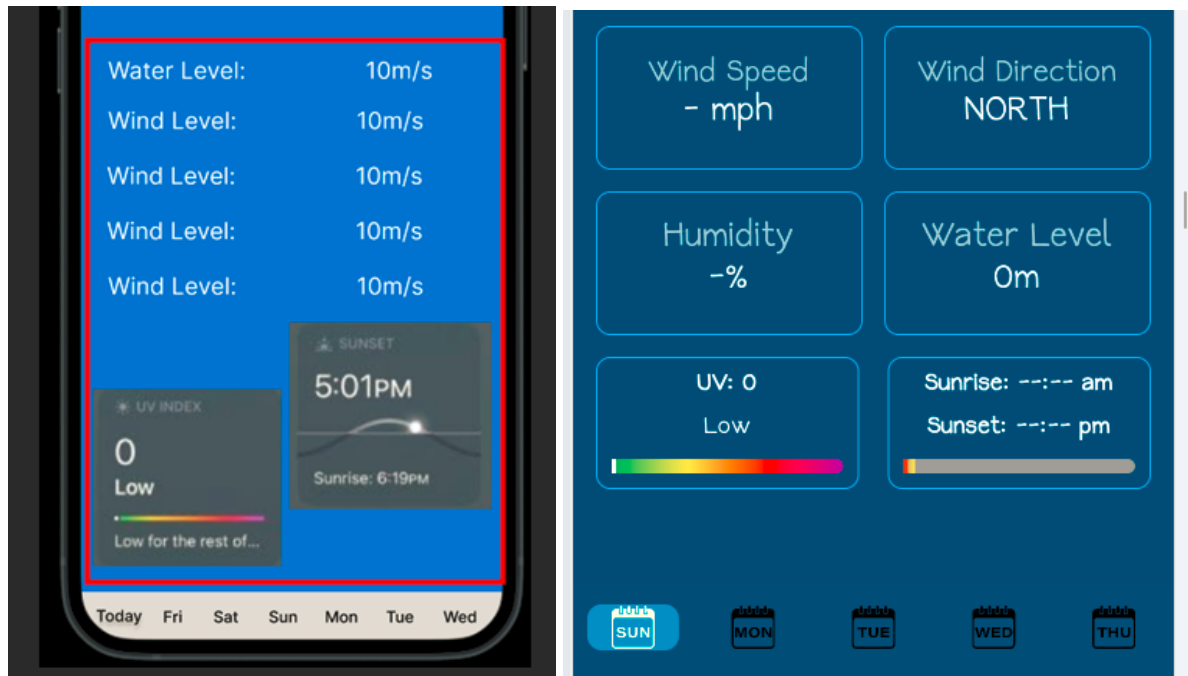 Water Level: 10m/s
Wind Level: 10m/s
Wind Level: 10m/s
Wind Level: 10m/s
Wind Level: 10m/s
SUNSET
5:01PM
Sunrise: 6:19PM
UV INDEX
0
Low
Low for the rest of...
Today Fri Sat Sun Mon Tue Wed
Wind Speed
- mph
Wind Direction
NORTH
Humidity
-%
Water Level
0m
UV: 0
Low
Sunrise: --:-- am
Sunset: --:-- pm
SUN MON TUE WED THU